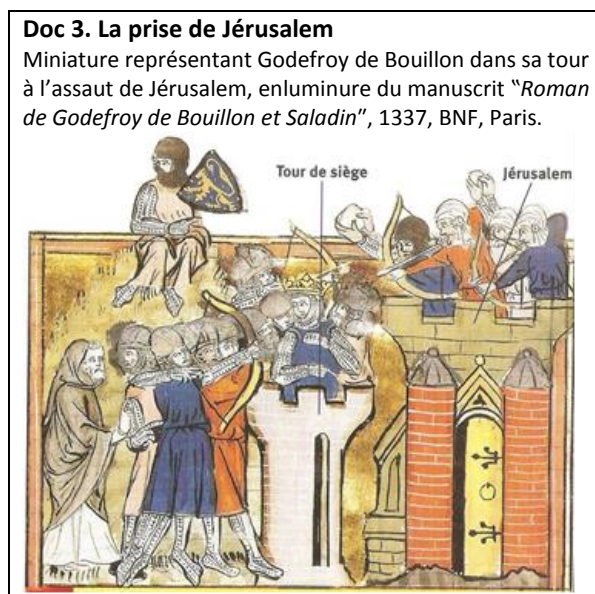 Doc 3. La prise de Jérusalem
Miniature représentant Godefroy de Bouillon dans sa tour
à l’assaut de Jérusalem, enluminure du manuscrit “Roman
de Godefroy de Bouillon et Saladin”, 1337, BNF, Paris.
Tour de siège
Jérusalem